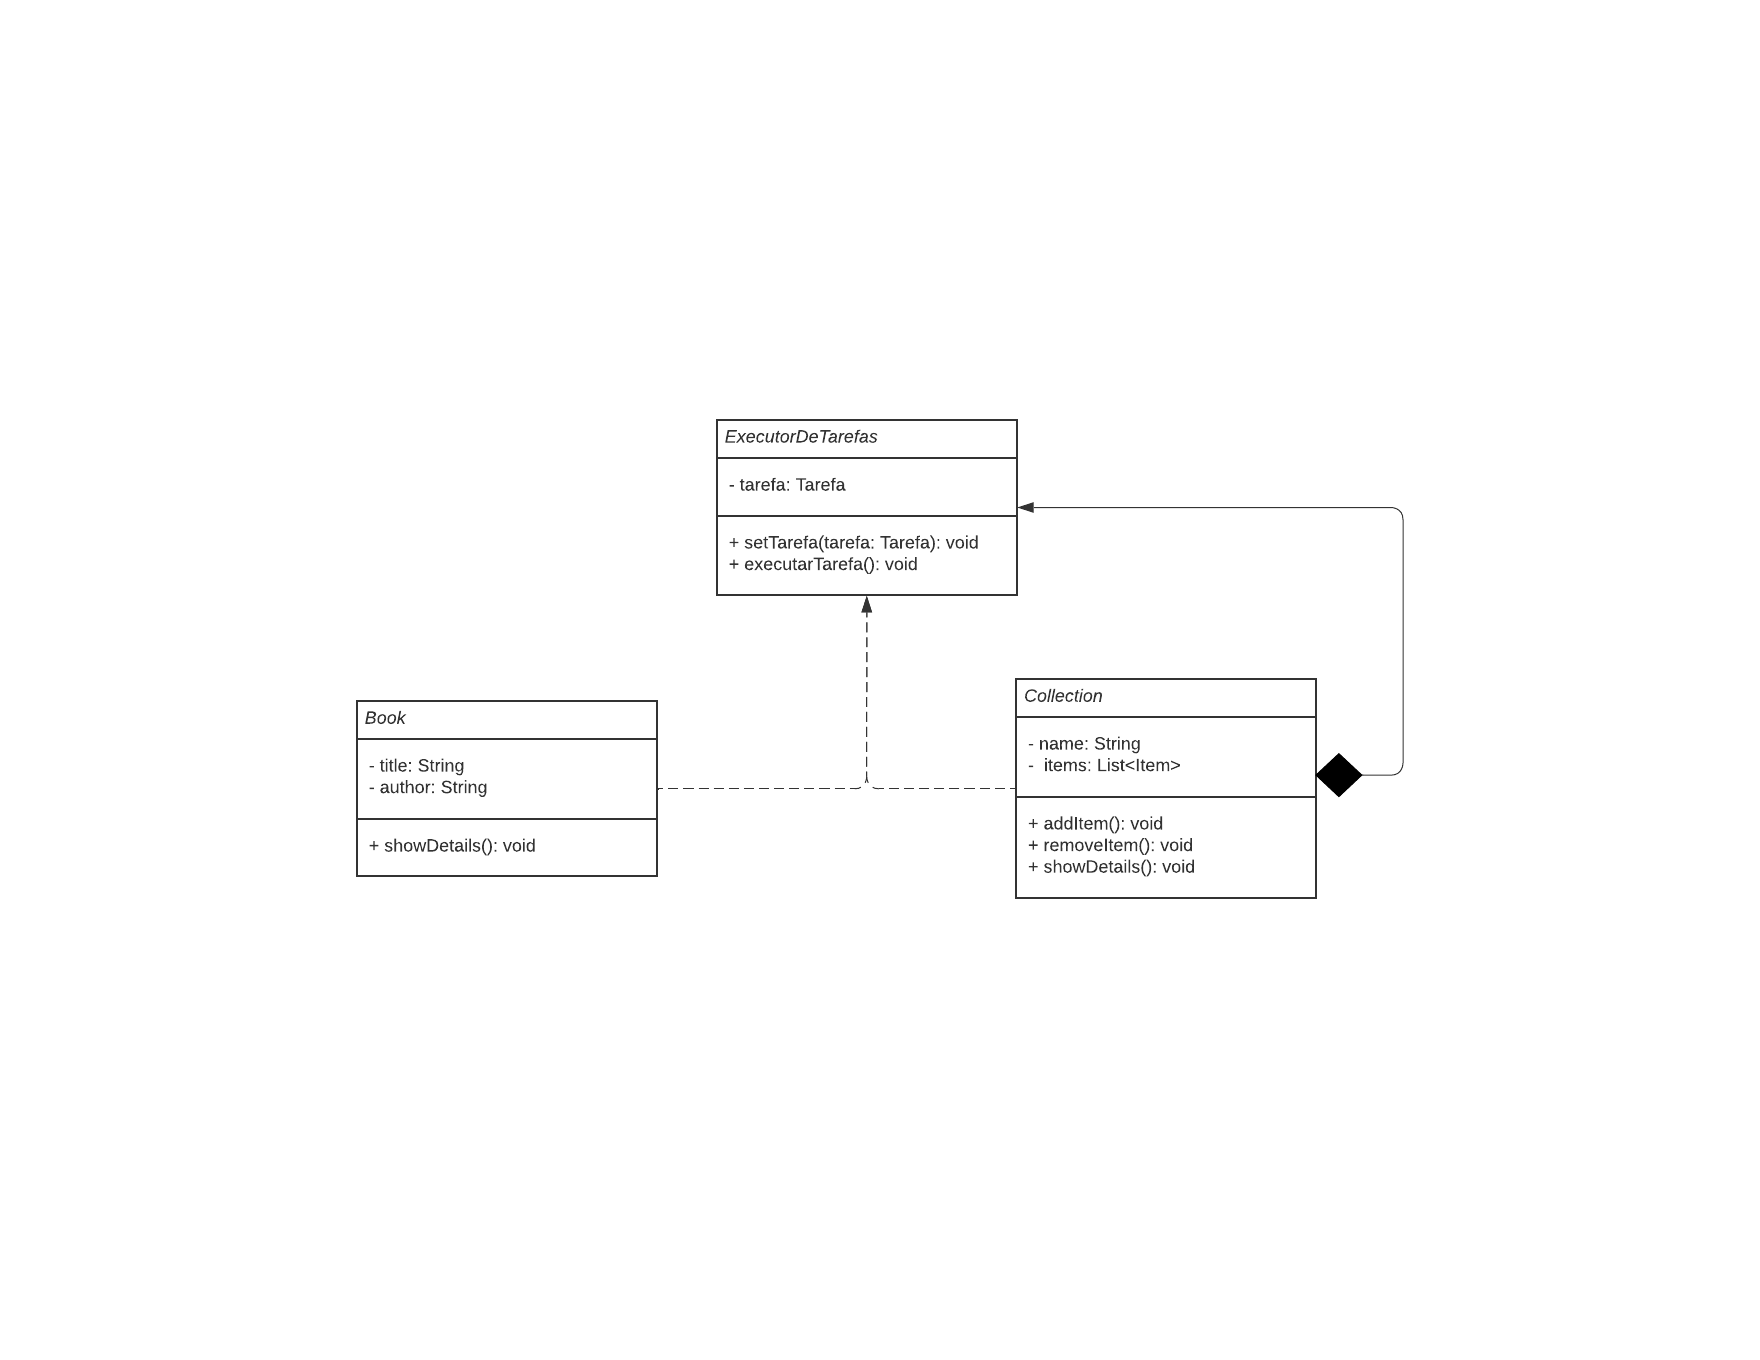 ExecutorDeTarefas
- tarefa: Tarefa
+ setTarefa(tarefa: Tarefa): void
+ executarTarefa(): void
Book
- title: String
- author: String
+ showDetails(): void
Collection
- name: String
-  items: List<Item>
+ addItem(): void
+ removeItem(): void
+ showDetails(): void